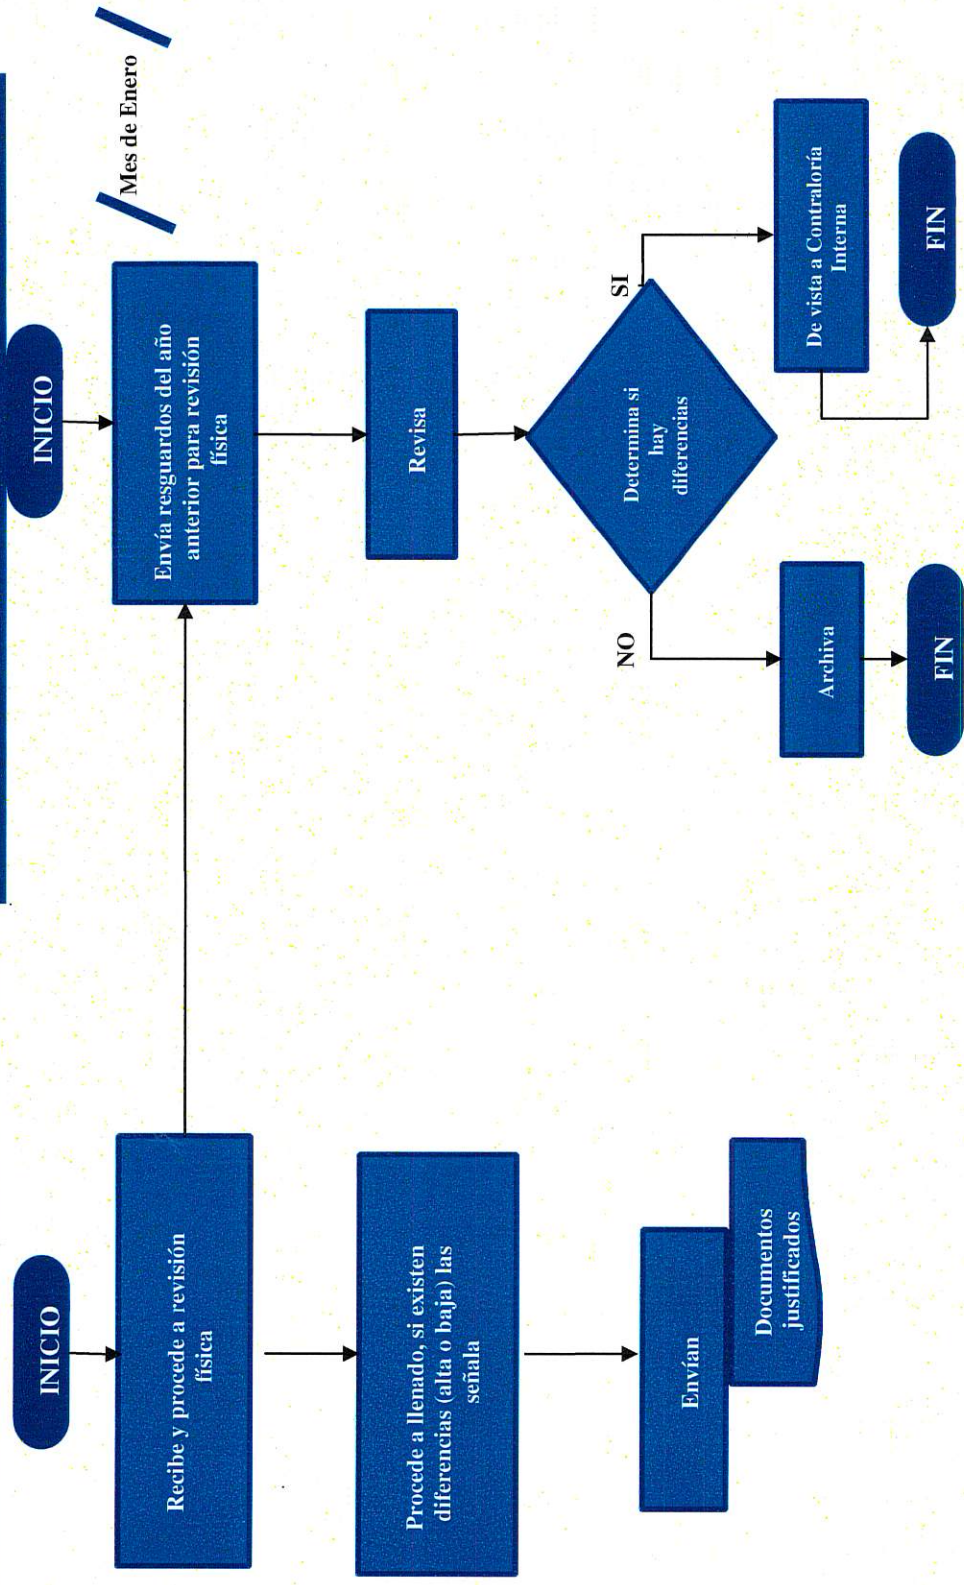 INICIO
Recibe y procede a revisión
física
Procede a llenado, si existen
diferencias (alta o baja) las
señala
Envían
Documentos
justificados
INICIO
Mes de Enero
Envía resguardos del año
anterior para revisión
física
Revisa
Determina si
hay
diferencias
NO
SI
Archiva
FIN
De vista a Contraloría
Interna
FIN